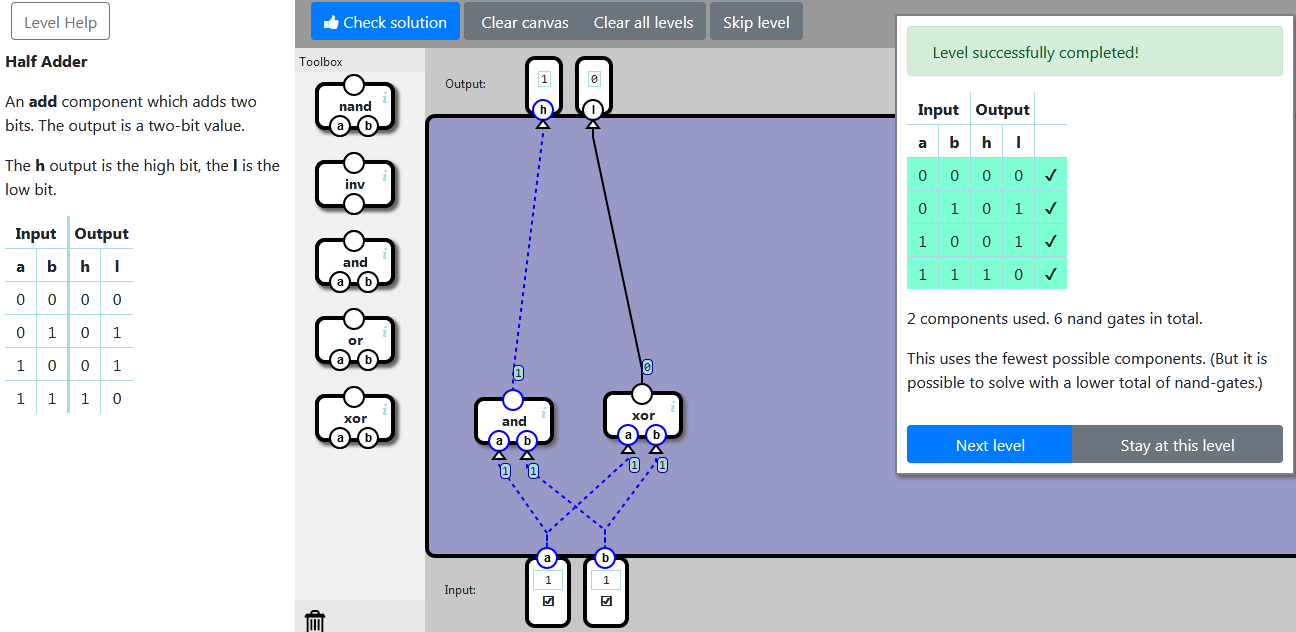 Level Help
Half Adder
An add component which adds two
bits. The output is a two-bit value.
The h output is the high bit, the l is the
low bit.
Input Output
a b h l
0 0 0 0
0 1 0 1
1 0 0 1
1 1 1 0
Check solution
Clear canvas
Clear all levels
Skip level
Toolbox
nand
a b
inv
and
a b
or
a b
xor
a b
Output:
1 0
h l
1 0
and
a b
xor
a b
1 1 1 1
a b
Input:
1 1
Level successfully completed!
Input Output
a b h l
0 0 0 0 ✓
0 1 0 1 ✓
1 0 0 1 ✓
1 1 1 0 ✓
2 components used. 6 nand gates in total.
This uses the fewest possible components. (But it is
possible to solve with a lower total of nand-gates.)
Next level
Stay at this level